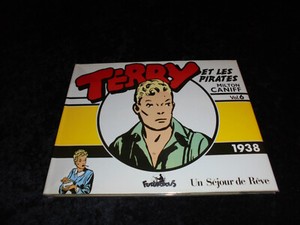 TERRY
ET LES
PIRATES
MILTON
CANIFF
Vol. 6
1938
FUTUROPOLIS
Un Séjour de Rêve